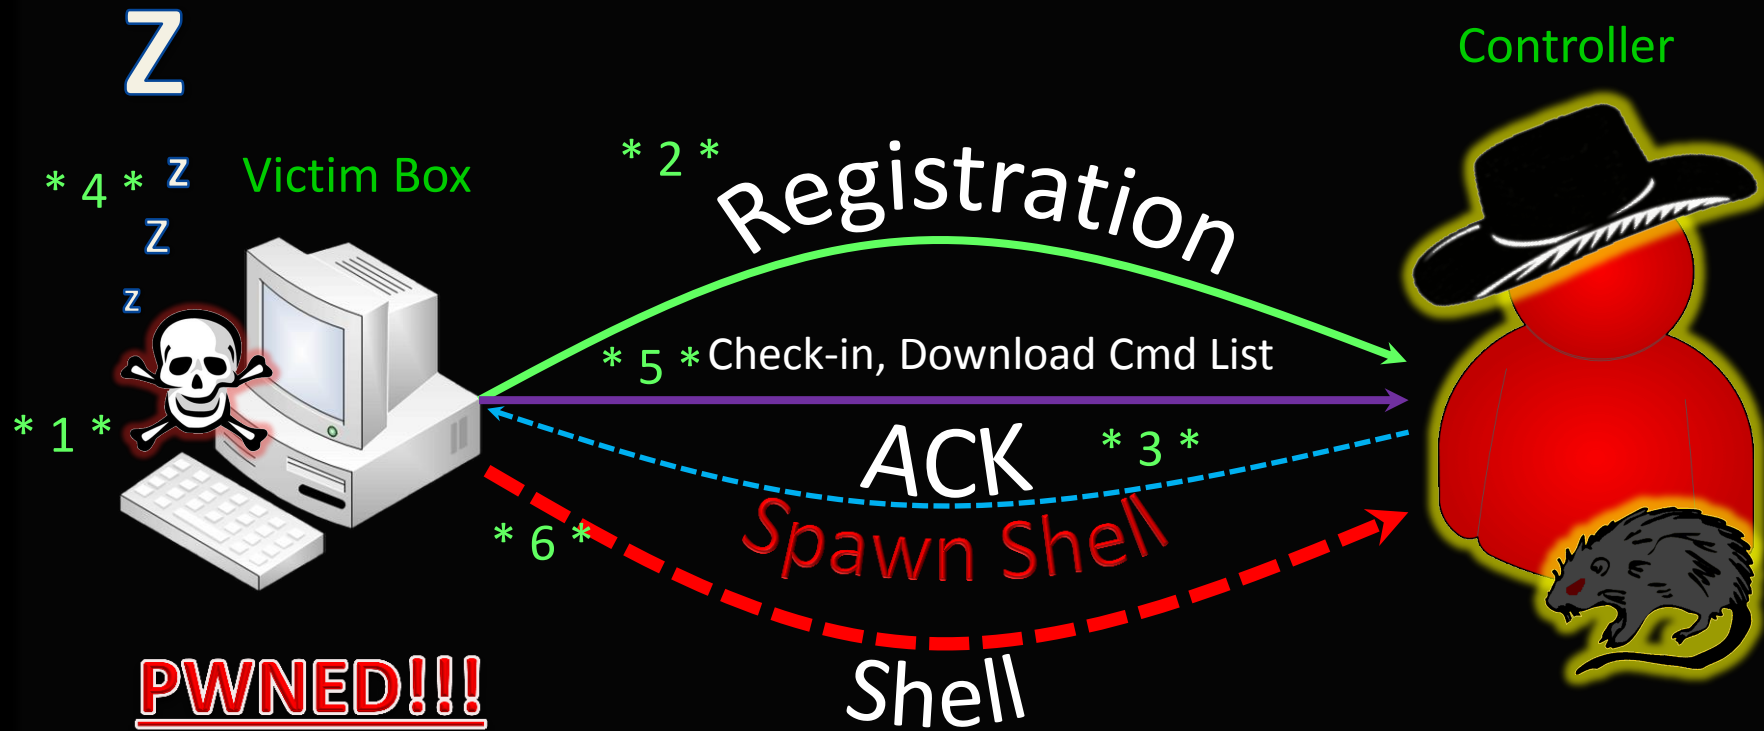 Z
Controller
* 2 *
Registration
* 4 *
z
Victim Box
Z
z
* 5 *
Check-in, Download Cmd List
* 1 *
ACK
* 3 *
Spawn Shell
* 6 *
Shell
PWNED!!!